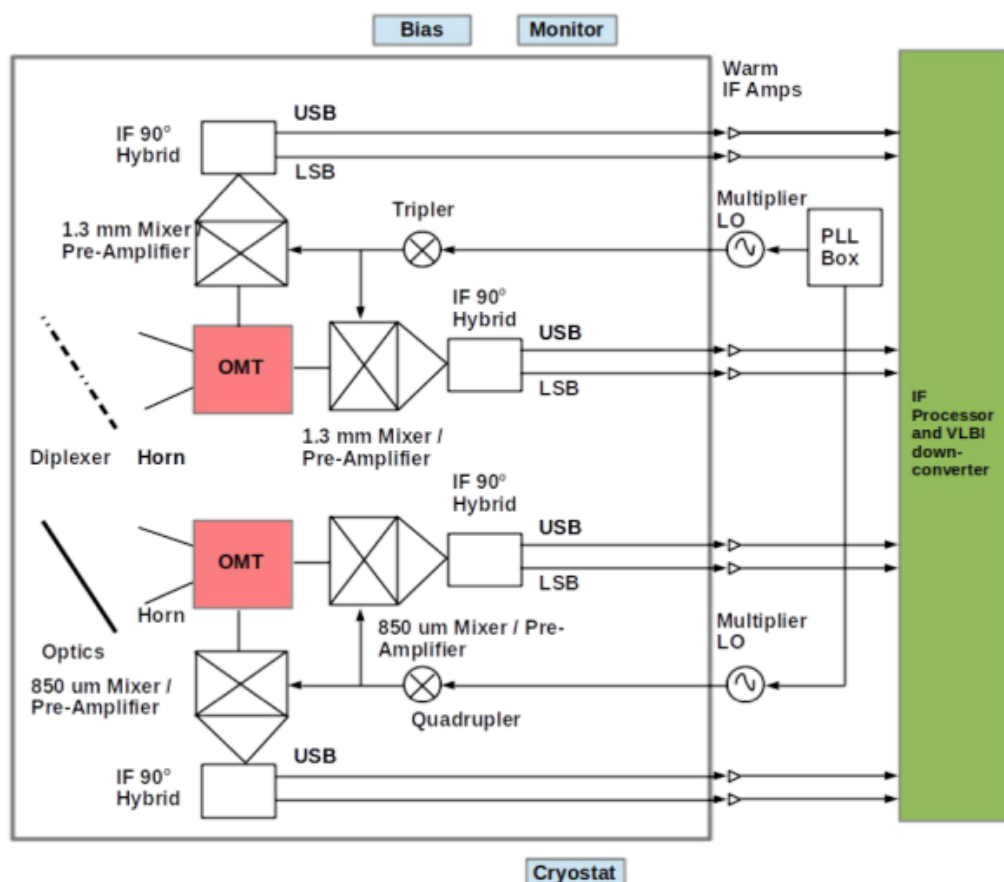 Bias
Monitor
Warm
IF Amps
USB
IF 90°
Hybrid
LSB
Multiplier
LO
Tripler
1.3 mm Mixer /
Pre-Amplifier
PLL
Box
IF 90°
Hybrid
USB
OMT
LSB
IF
Processor
and VLBI
down-
converter
1.3 mm Mixer /
Pre-Amplifier
Diplexer
Horn
IF 90°
Hybrid
USB
OMT
LSB
Horn
850 um Mixer / Pre-
Amplifier
Multiplier
LO
Optics
850 um Mixer /
Pre-Amplifier
Quadrupler
USB
IF 90°
Hybrid
Cryostat